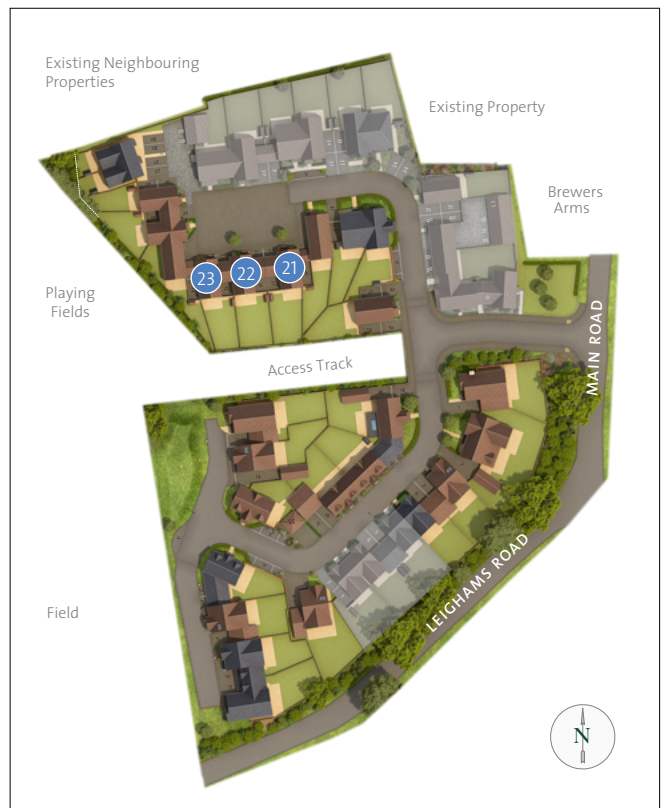 Existing Neighbouring
Properties
Existing Property
Brewers
Arms
23
22
21
Playing
Fields
MAIN ROAD
Access Track
LEIGHAMS ROAD
Field
N